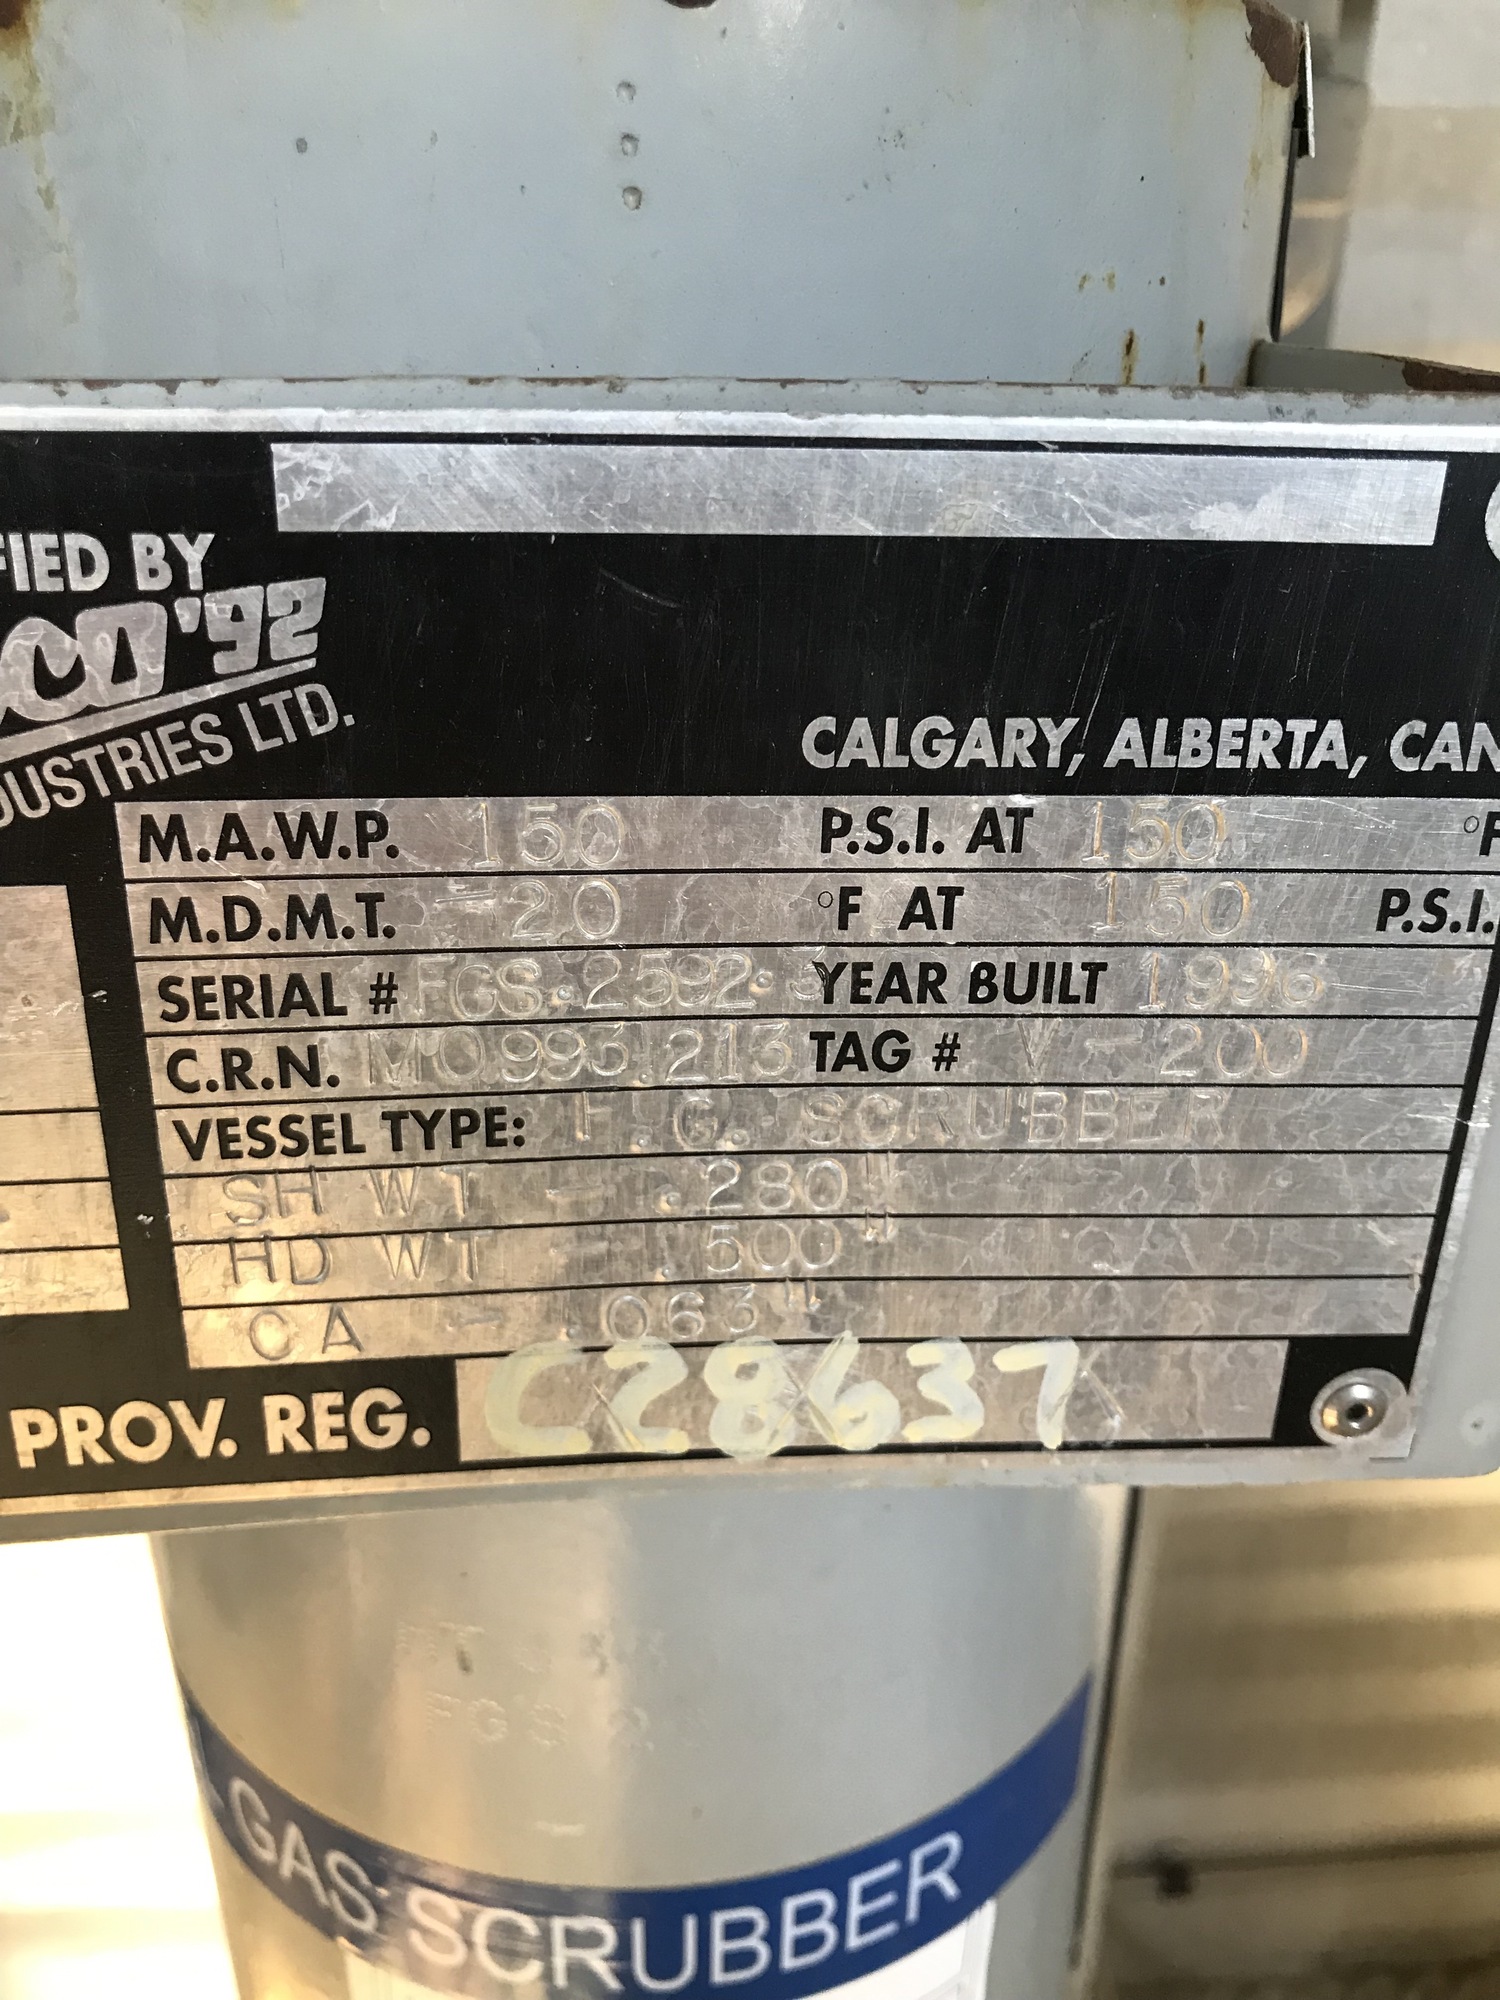 FIED BY
CO'92
DUSTRIES LTD.
CALGARY, ALBERTA, CAN
M.A.W.P. 150 P.S.I. AT 150 °F
M.D.M.T. -20 °F AT 150 P.S.I.
SERIAL # FGS.2592.3 YEAR BUILT 1996
C.R.N. M0993.213 TAG # V-200
VESSEL TYPE: F.G. SCRUBBER
SH WT - .280"
HD WT - .500"
CA - .063"
PROV. REG. C28637
GAS SCRUBBER